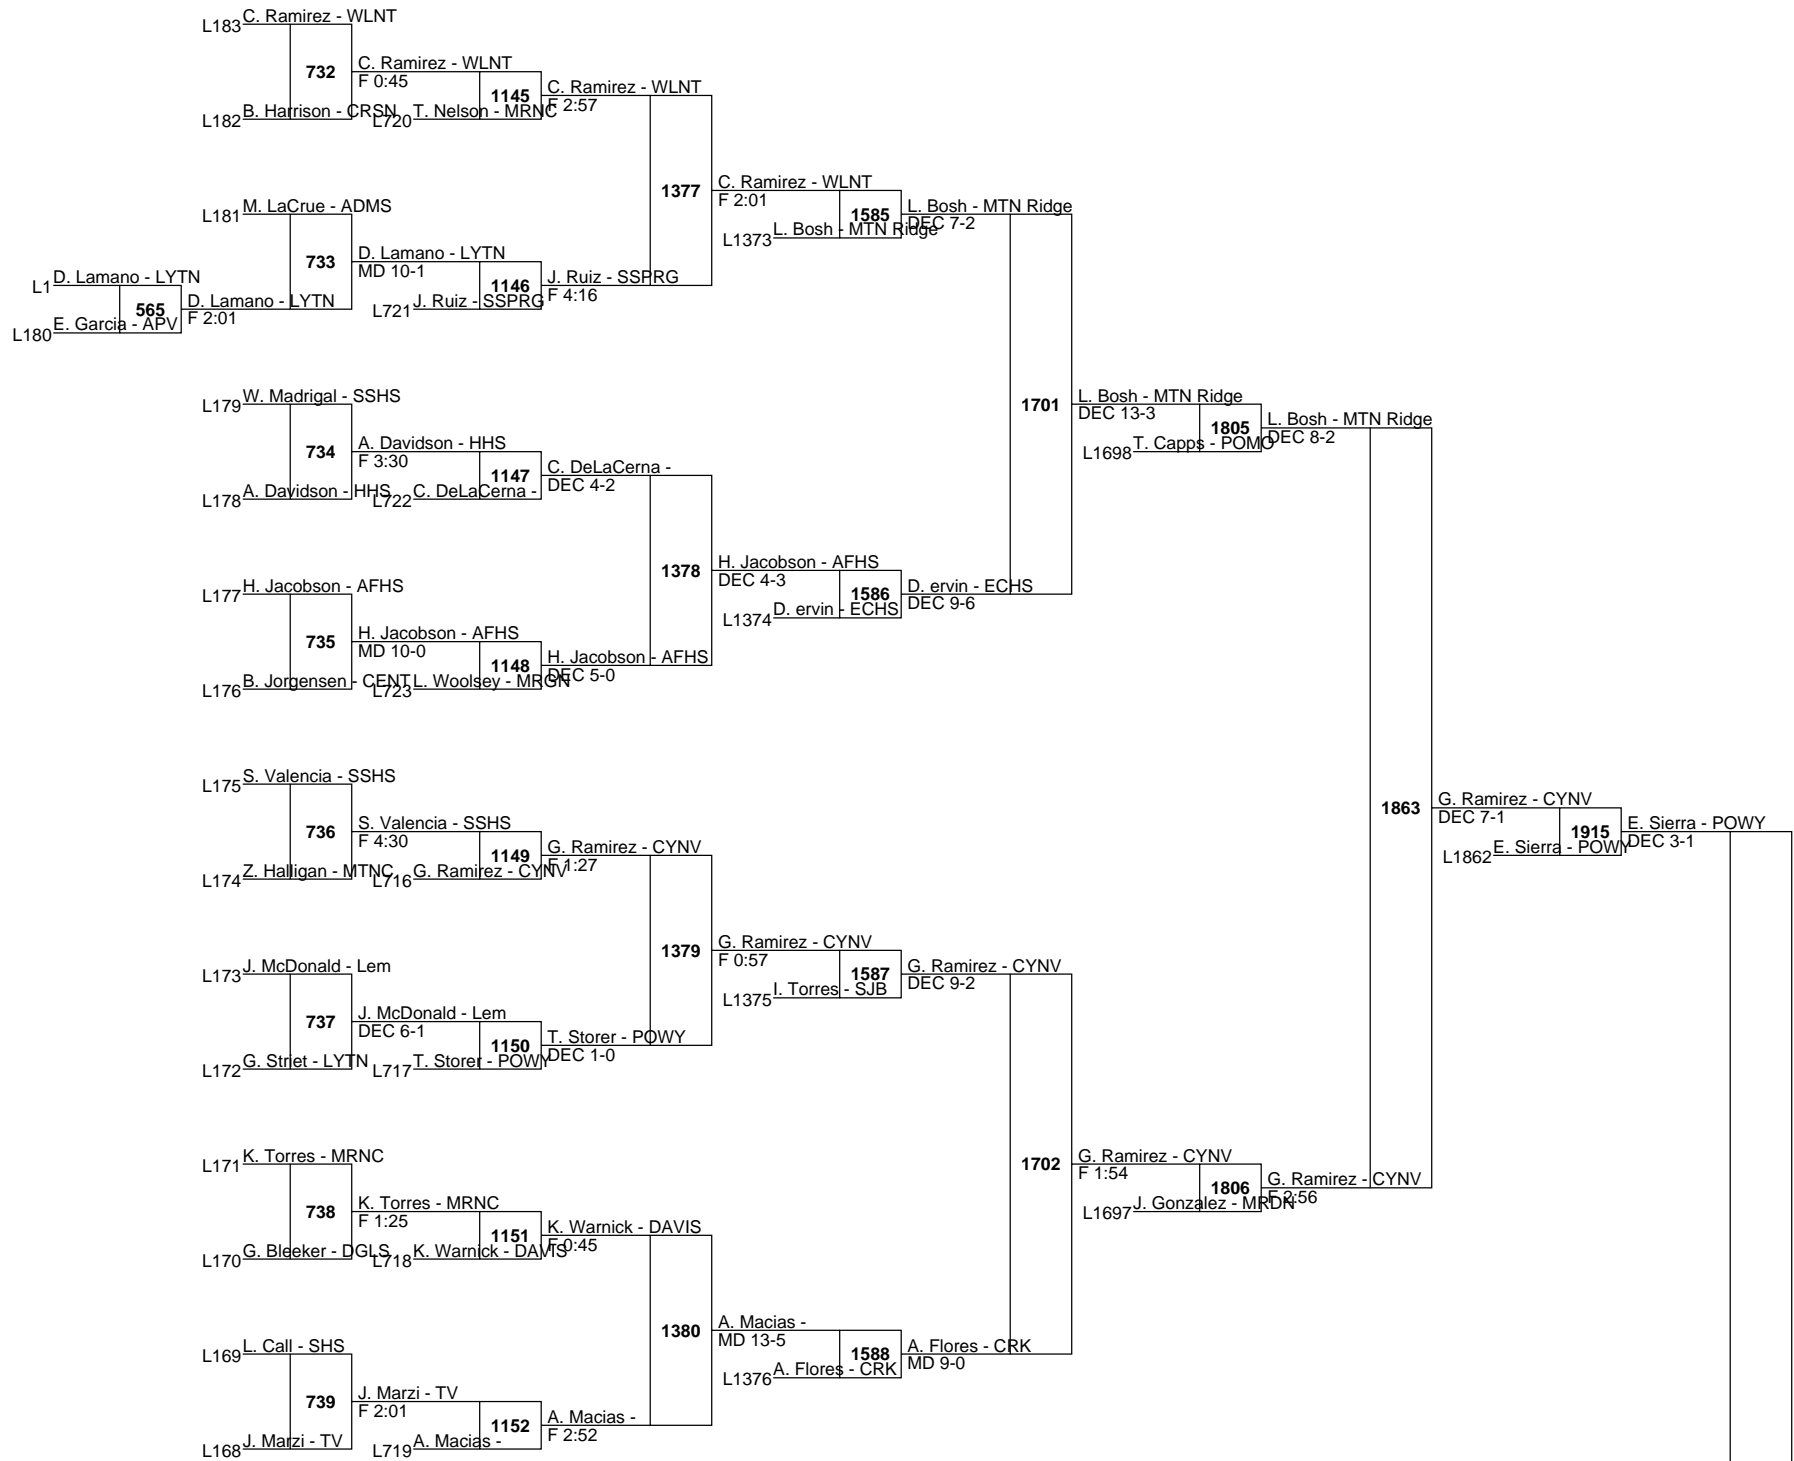 L183 C. Ramirez - WLNT
732
C. Ramirez - WLNT
F 0:45
L182 B. Harrison - CRSN
L720 T. Nelson - MRNC
1145
C. Ramirez - WLNT
F 2:57
1377
C. Ramirez - WLNT
F 2:01
1585
L1373 L. Bosh - MTN Ridge
L. Bosh - MTN Ridge
DEC 7-2
L181 M. LaCrue - ADMS
733
D. Lamano - LYTN
MD 10-1
L1 D. Lamano - LYTN
565
D. Lamano - LYTN
F 2:01
L180 E. Garcia - APV
1146
L721 J. Ruiz - SSPRG
J. Ruiz - SSPRG
F 4:16
L179 W. Madrigal - SSHS
734
A. Davidson - HHS
F 3:30
L178 A. Davidson - HHS
L722 C. DeLaCerna -
1147
C. DeLaCerna -
DEC 4-2
1701
L. Bosh - MTN Ridge
DEC 13-3
1805
L1698 T. Capps - POMO
L. Bosh - MTN Ridge
DEC 8-2
1378
H. Jacobson - AFHS
DEC 4-3
1586
L1374 D. ervin - ECHS
D. ervin - ECHS
DEC 9-6
L177 H. Jacobson - AFHS
735
H. Jacobson - AFHS
MD 10-0
L176 B. Jorgensen - CENT
L723 L. Woolsey - MRGN
1148
H. Jacobson - AFHS
DEC 5-0
L175 S. Valencia - SSHS
736
S. Valencia - SSHS
F 4:30
L174 Z. Halligan - MTNC
L716 G. Ramirez - CYNV
1149
G. Ramirez - CYNV
F 1:27
1863
G. Ramirez - CYNV
DEC 7-1
1915
L1862 E. Sierra - POWY
E. Sierra - POWY
DEC 3-1
1379
G. Ramirez - CYNV
F 0:57
1587
L1375 I. Torres - SJB
G. Ramirez - CYNV
DEC 9-2
L173 J. McDonald - Lem
737
J. McDonald - Lem
DEC 6-1
L172 G. Striet - LYTN
L717 T. Storer - POWY
1150
T. Storer - POWY
DEC 1-0
L171 K. Torres - MRNC
738
K. Torres - MRNC
F 1:25
L170 G. Bleeker - DGLS
L718 K. Warnick - DAVIS
1151
K. Warnick - DAVIS
F 0:45
1702
G. Ramirez - CYNV
F 1:54
1806
L1697 J. Gonzalez - MRDN
G. Ramirez - CYNV
F 2:56
1380
A. Macias -
MD 13-5
1588
L1376 A. Flores - CRK
A. Flores - CRK
MD 9-0
L169 L. Call - SHS
739
J. Marzi - TV
F 2:01
L168 J. Marzi - TV
L719 A. Macias -
1152
A. Macias -
F 2:52